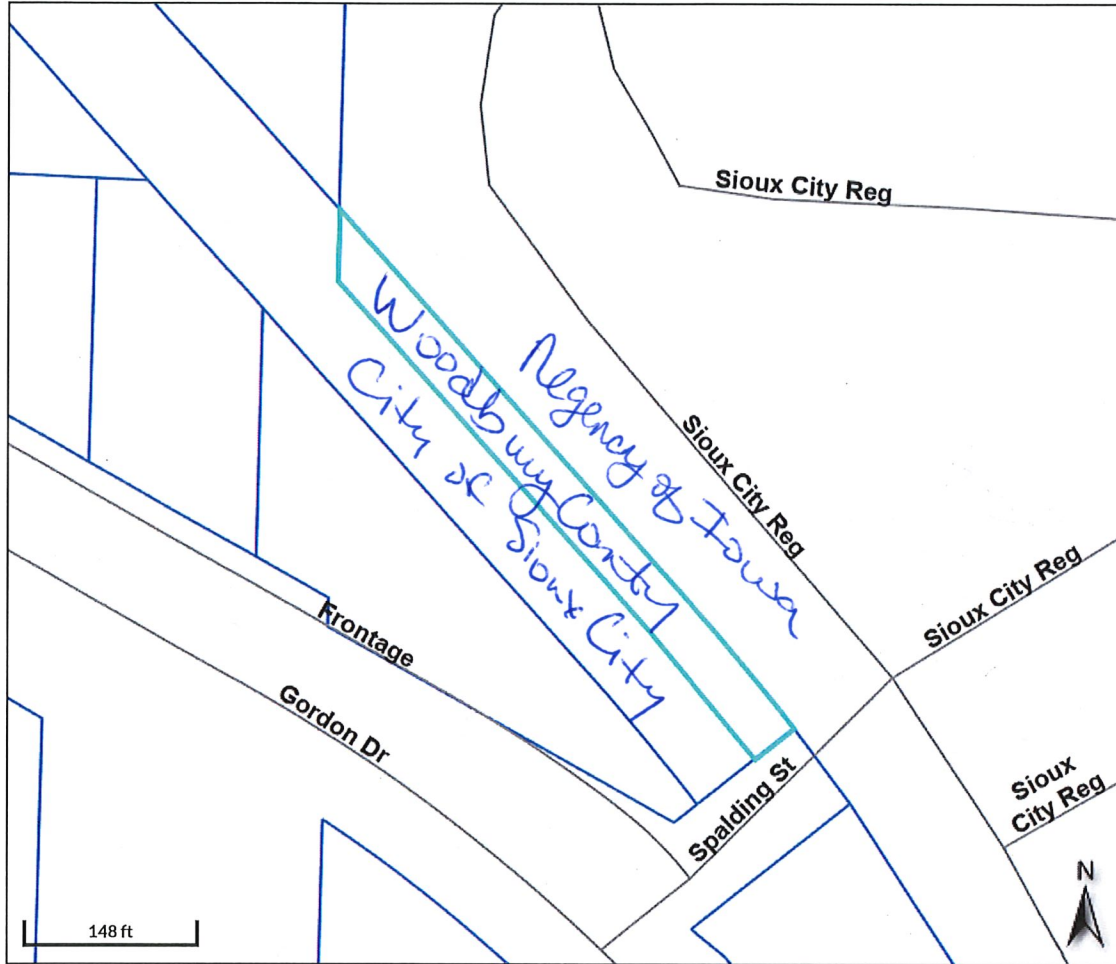 Sioux City Reg
Woodbury County
Regency of Iowa
City of Sioux City
Sioux City Reg
Sioux City Reg
Frontage
Gordon Dr
Spalding St
Sioux
City Reg
N
148 ft